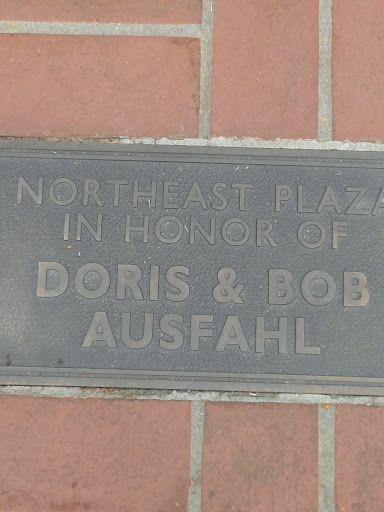 NORTHEAST PLAZA
IN HONOR OF
DORIS & BOB
AUSFAHL